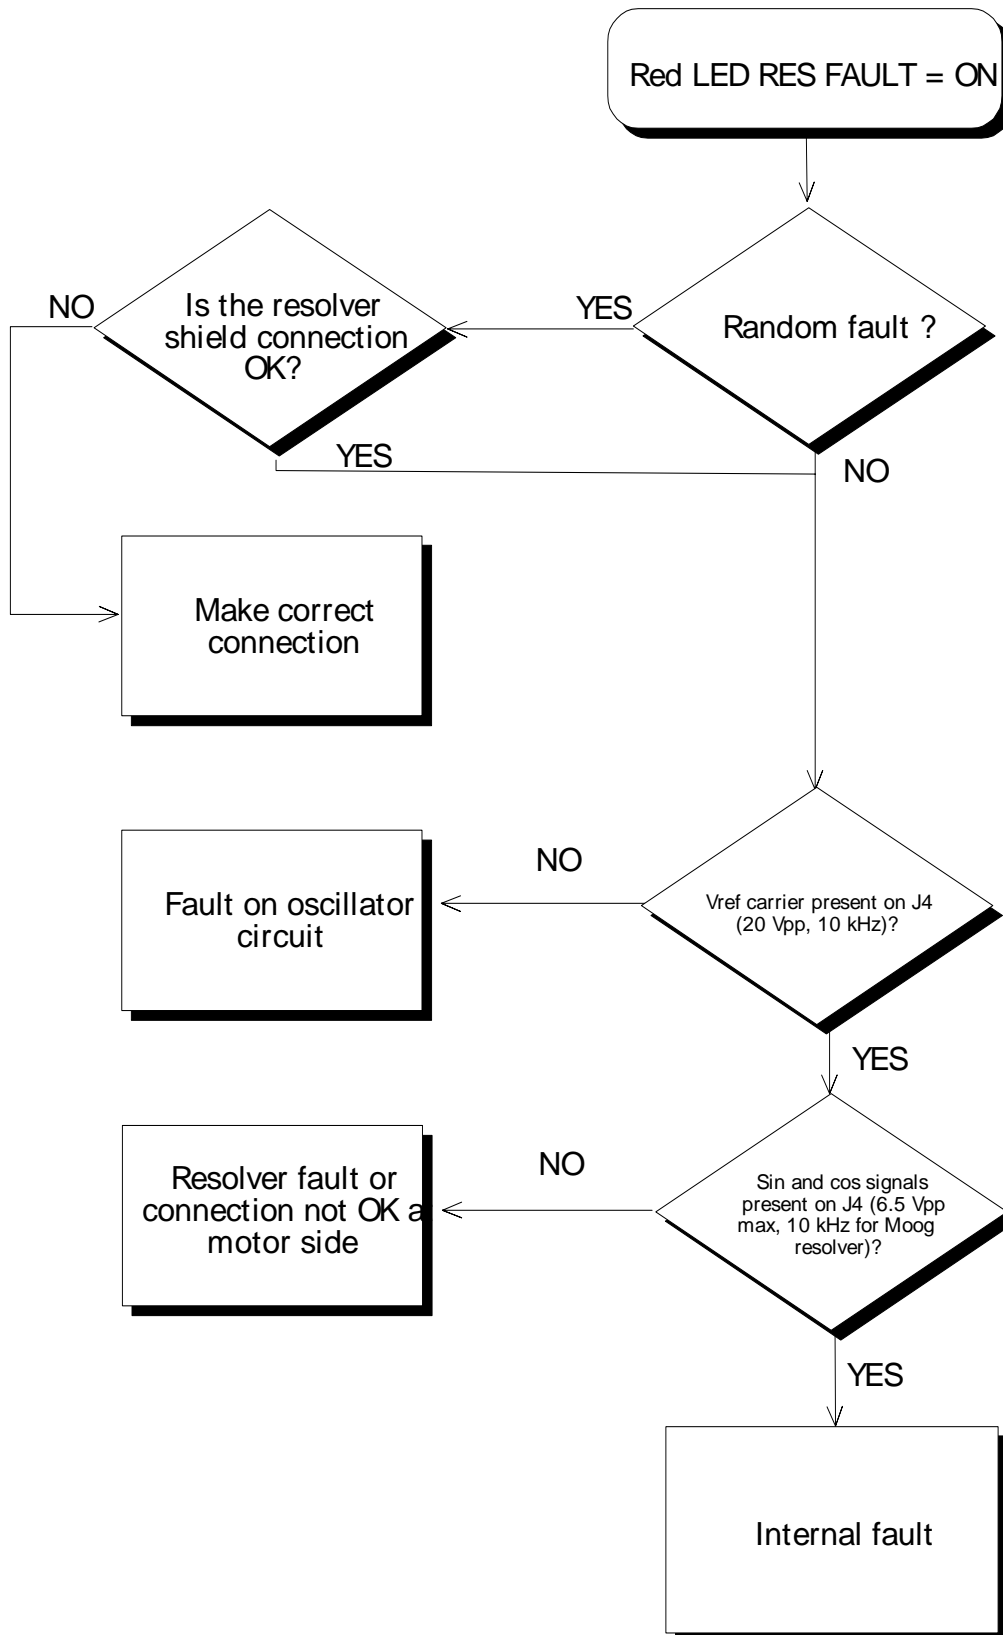 Red LED RES FAULT = ON
NO
Is the resolver
shield connection
OK?
YES
Random fault ?
YES
NO
Make correct
connection
Fault on oscillator
circuit
NO
Vref carrier present on J4
(20 Vpp, 10 kHz)?
YES
Resolver fault or
connection not OK a
motor side
NO
Sin and cos signals
present on J4 (6.5 Vpp
max, 10 kHz for Moog
resolver)?
YES
Internal fault